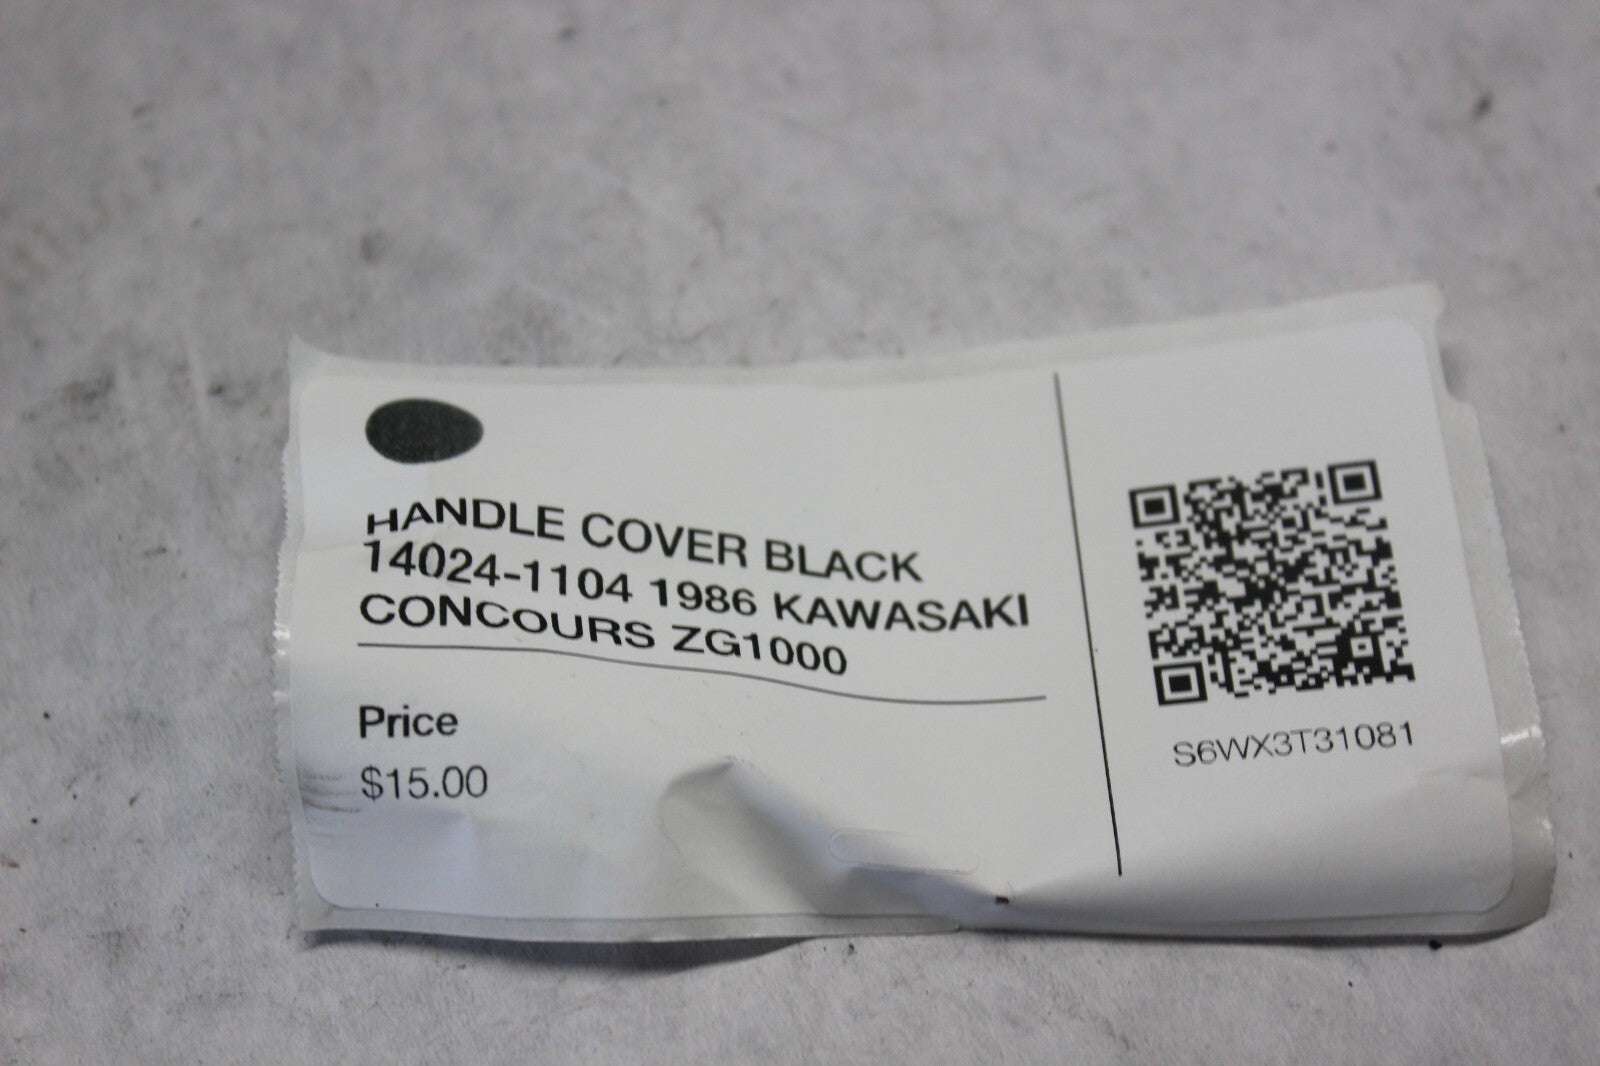 HANDLE COVER BLACK
14024-1104 1986 KAWASAKI
CONCOURS ZG1000
Price
$15.00
S6WX3T31081